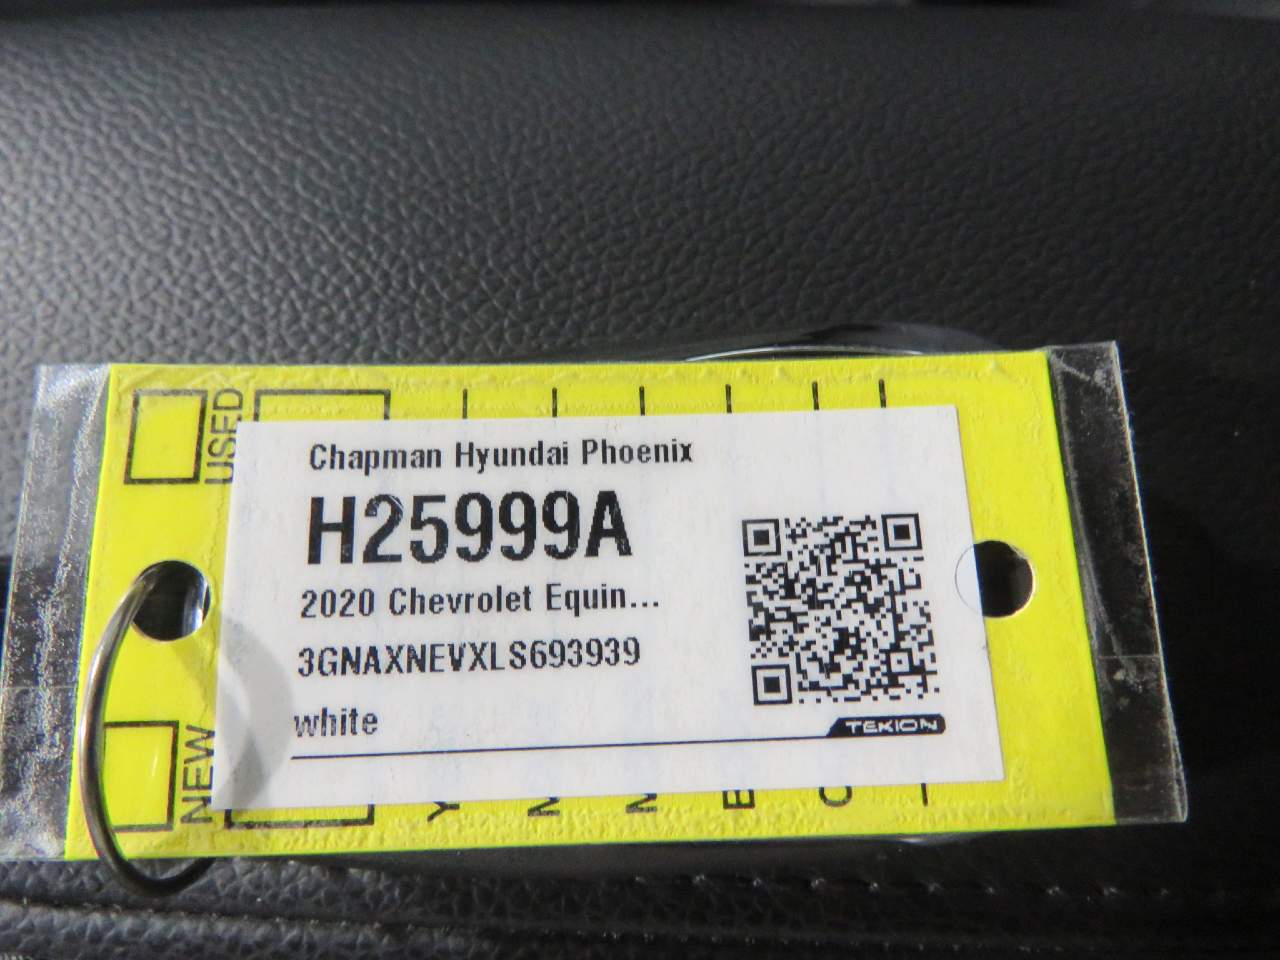 USED
Chapman Hyundai Phoenix
H25999A
2020 Chevrolet Equin...
3GNAXNEVXLS693939
white
TEKION
NEW